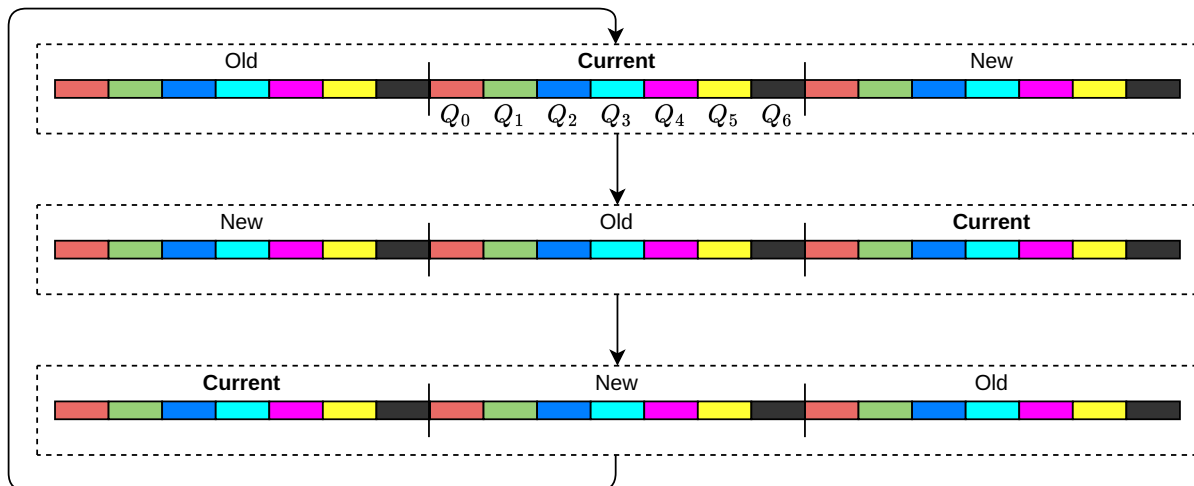 Old Current New
Q₀ Q₁ Q₂ Q₃ Q₄ Q₅ Q₆
New Old Current
Current New Old